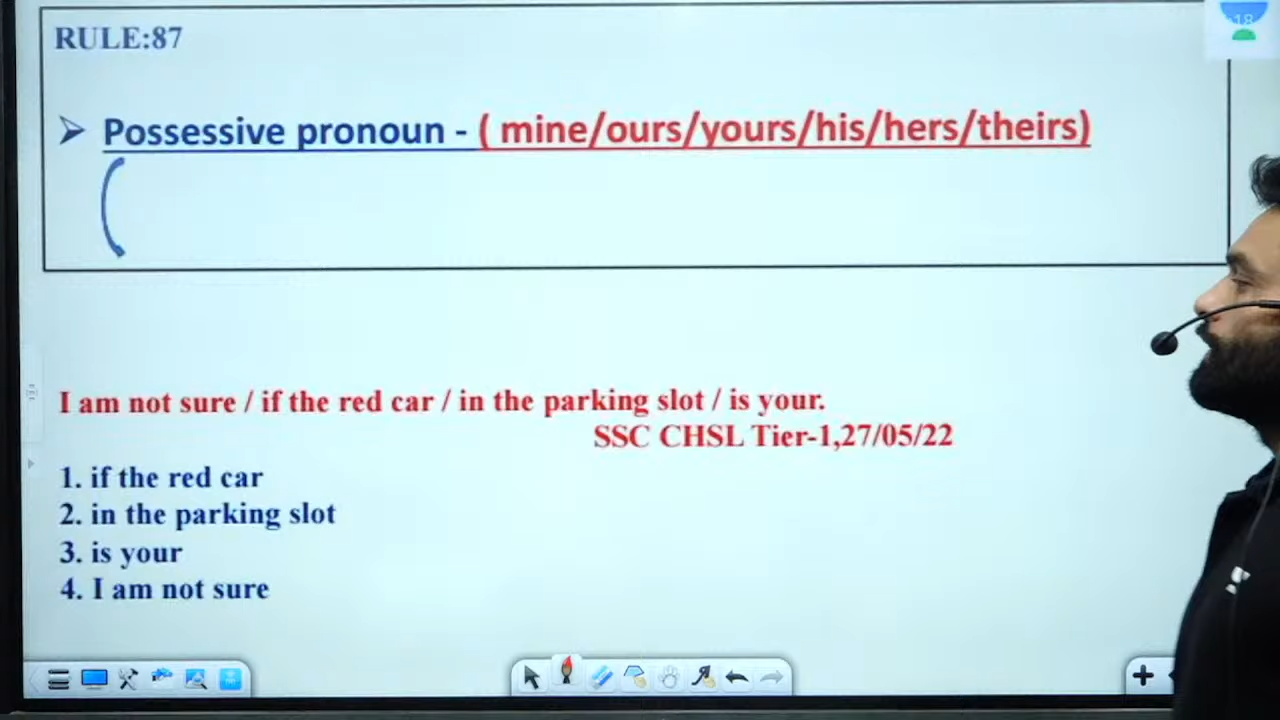 RULE:87
➢ Possessive pronoun - ( mine/ours/yours/his/hers/theirs)
I am not sure / if the red car / in the parking slot / is your.
SSC CHSL Tier-1,27/05/22
1. if the red car
2. in the parking slot
3. is your
4. I am not sure